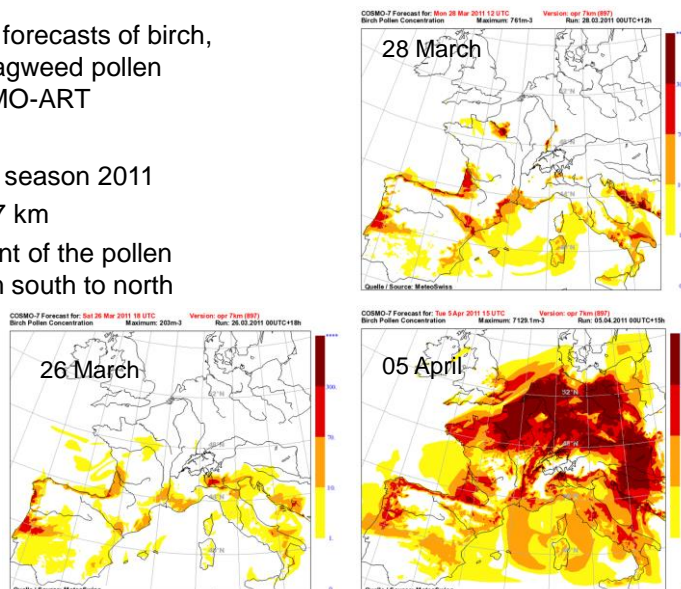 forecasts of birch,
agweed pollen
MO-ART
season 2011
7 km
nt of the pollen
n south to north
COSMO-7 Forecast for: Mon 28 Mar 2011 12 UTC Version: opr 7km (897)
Birch Pollen Concentration Maximum: 761m-3 Run: 28.03.2011 00UTC+12h
28 March
Quelle / Source: MeteoSwiss
COSMO-7 Forecast for: Sat 26 Mar 2011 18 UTC Version: opr 7km (897)
Birch Pollen Concentration Maximum: 203m-3 Run: 26.03.2011 00UTC+18h
26 March
Quelle / Source: MeteoSwiss
COSMO-7 Forecast for: Tue 5 Apr 2011 15 UTC Version: opr 7km (897)
Birch Pollen Concentration Maximum: 7129.1m-3 Run: 05.04.2011 00UTC+15h
05 April
52°N
48°N
Quelle / Source: MeteoSwiss